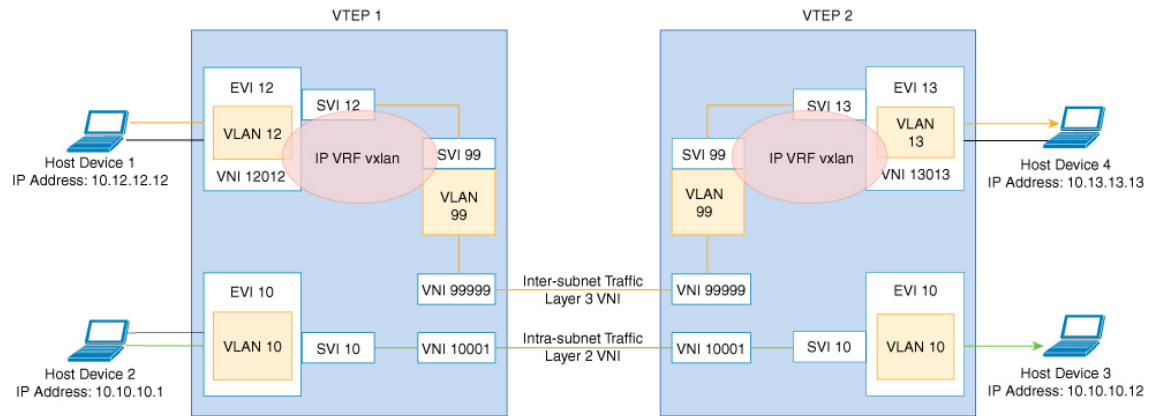 VTEP 1
VTEP 2
EVI 12
SVI 12
VLAN 12
IP VRF vxlan
SVI 99
VNI 12012
VLAN
99
Host Device 1
IP Address: 10.12.12.12
EVI 13
SVI 13
VLAN
13
IP VRF vxlan
SVI 99
VNI 13013
VLAN
99
Host Device 4
IP Address: 10.13.13.13
VNI 99999
Inter-subnet Traffic
Layer 3 VNI
VNI 99999
EVI 10
VLAN 10
SVI 10
VNI 10001
Intra-subnet Traffic
Layer 2 VNI
VNI 10001
SVI 10
EVI 10
VLAN 10
Host Device 2
IP Address: 10.10.10.1
Host Device 3
IP Address: 10.10.10.12